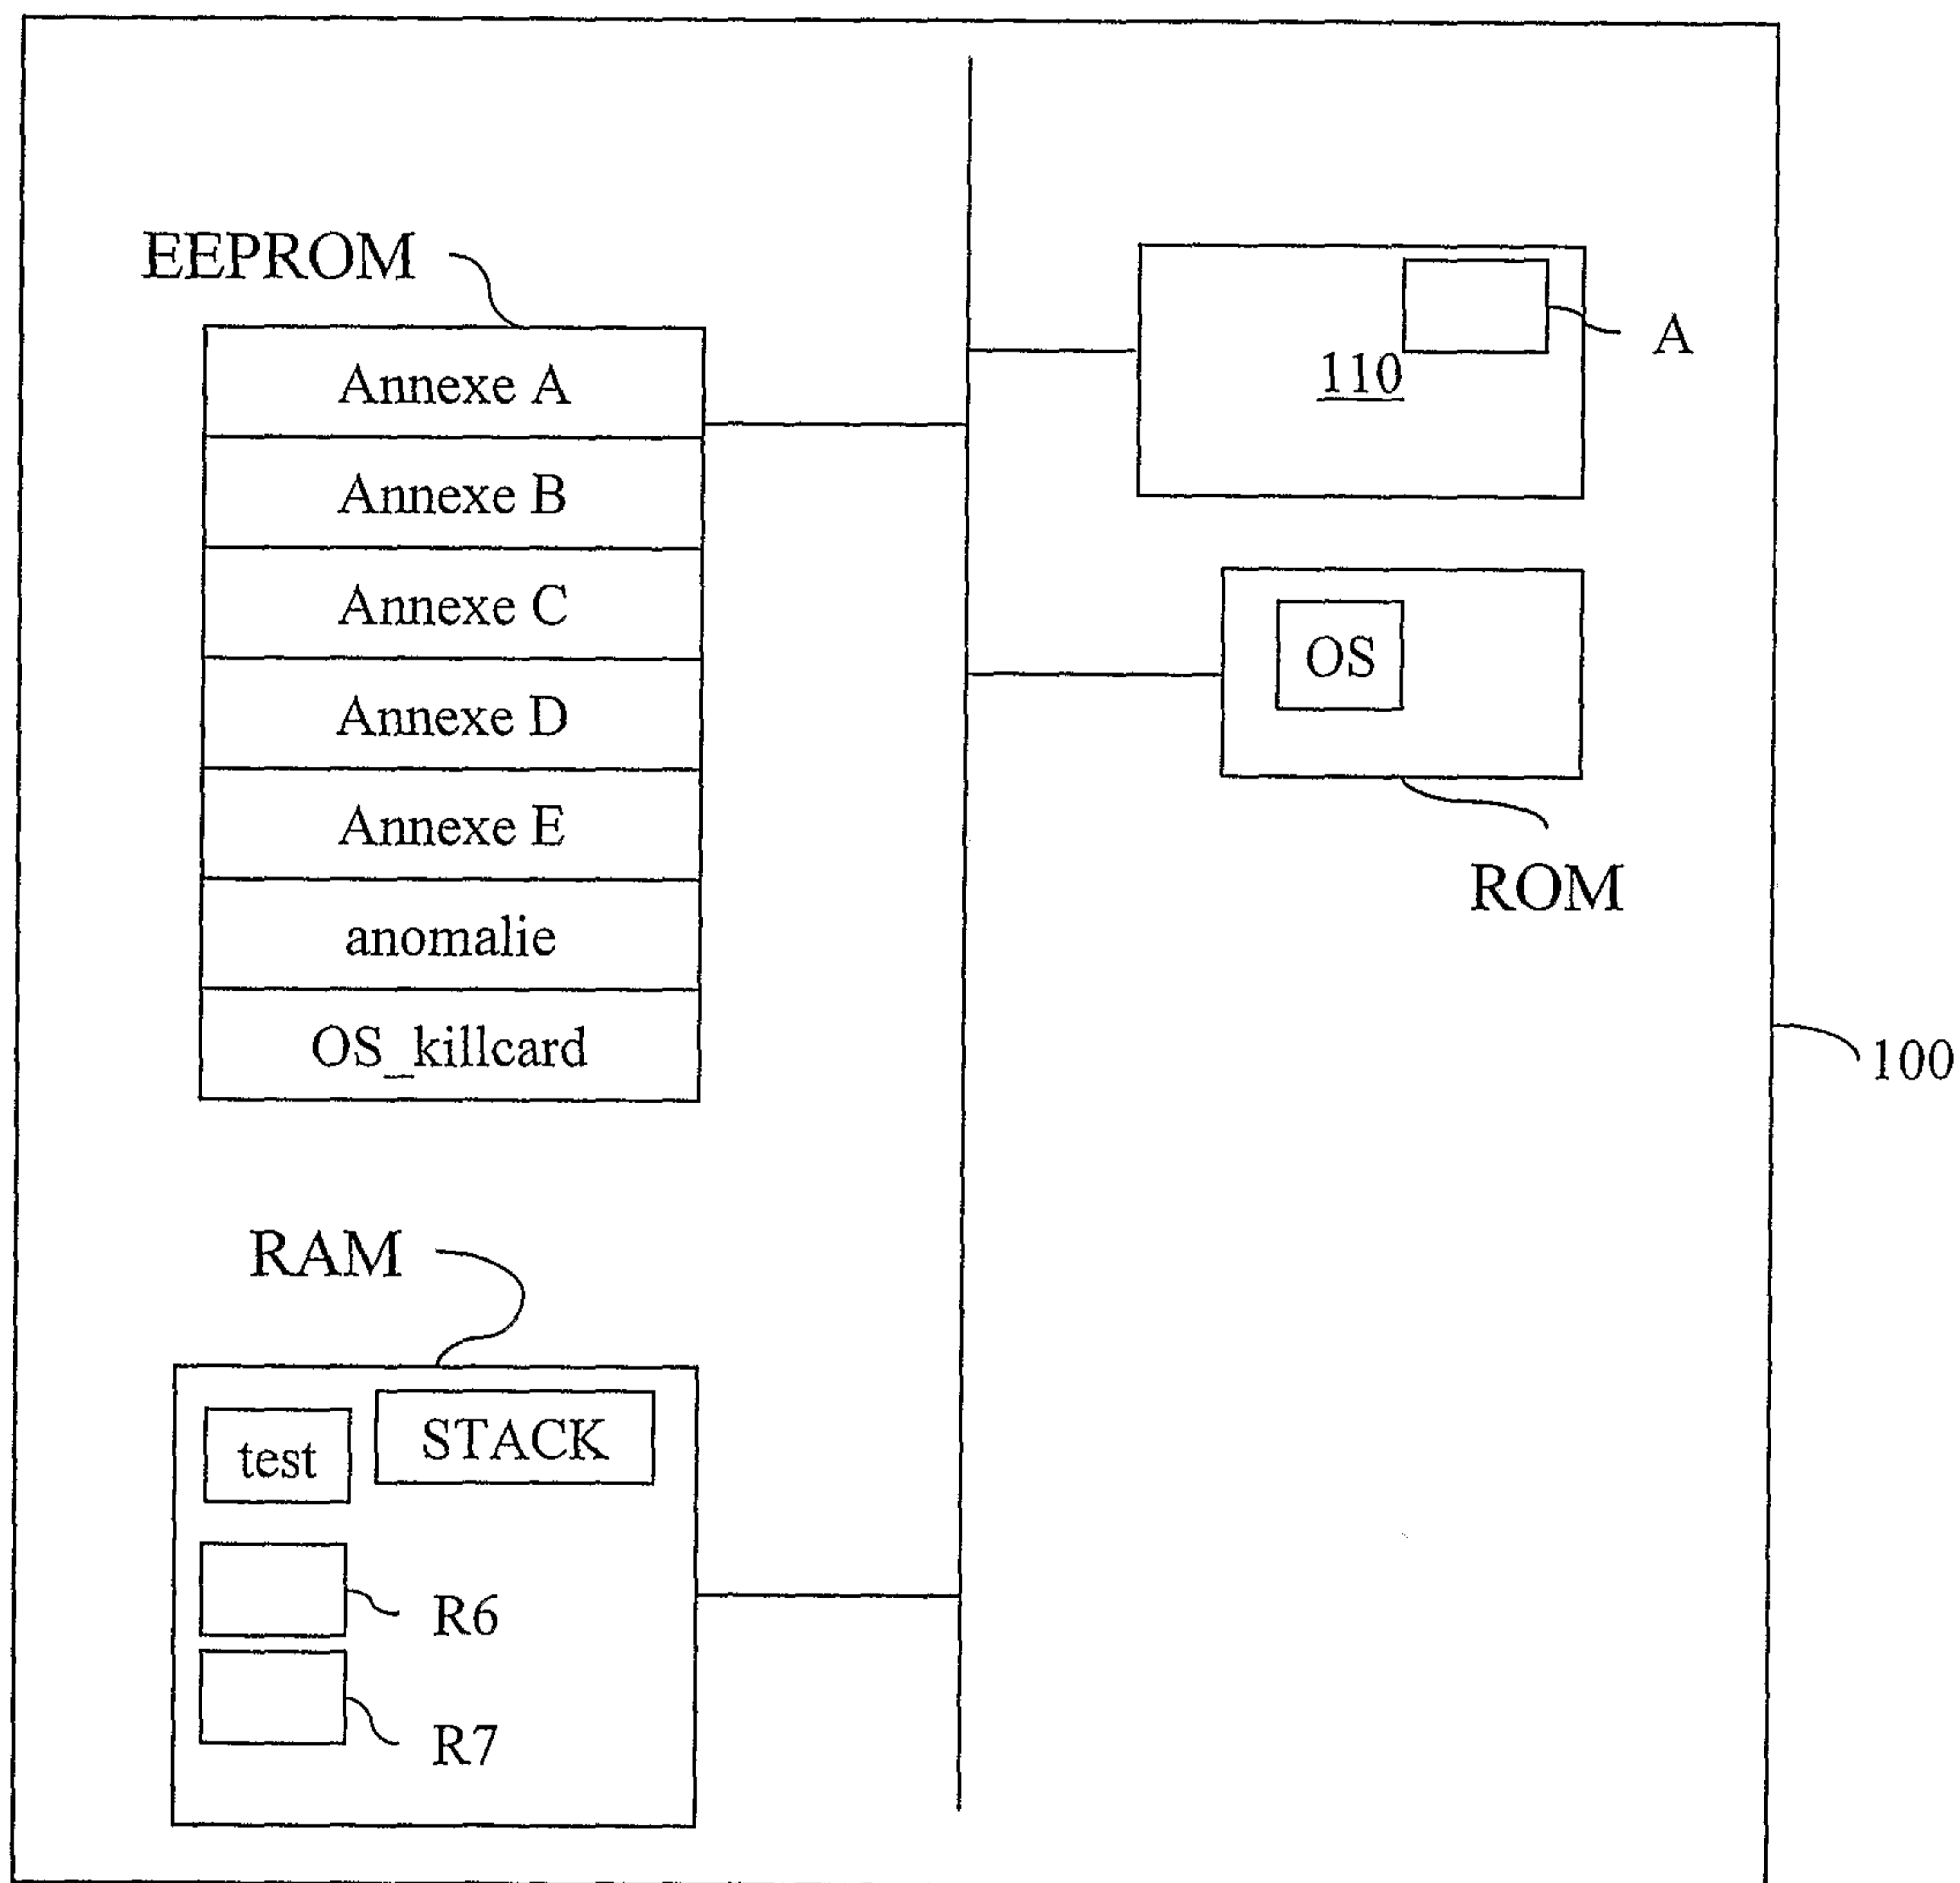 EEPROM
Annexe A
Annexe B
Annexe C
Annexe D
Annexe E
anomalie
OS_killcard
110
A
OS
ROM
100
RAM
test
STACK
R6
R7